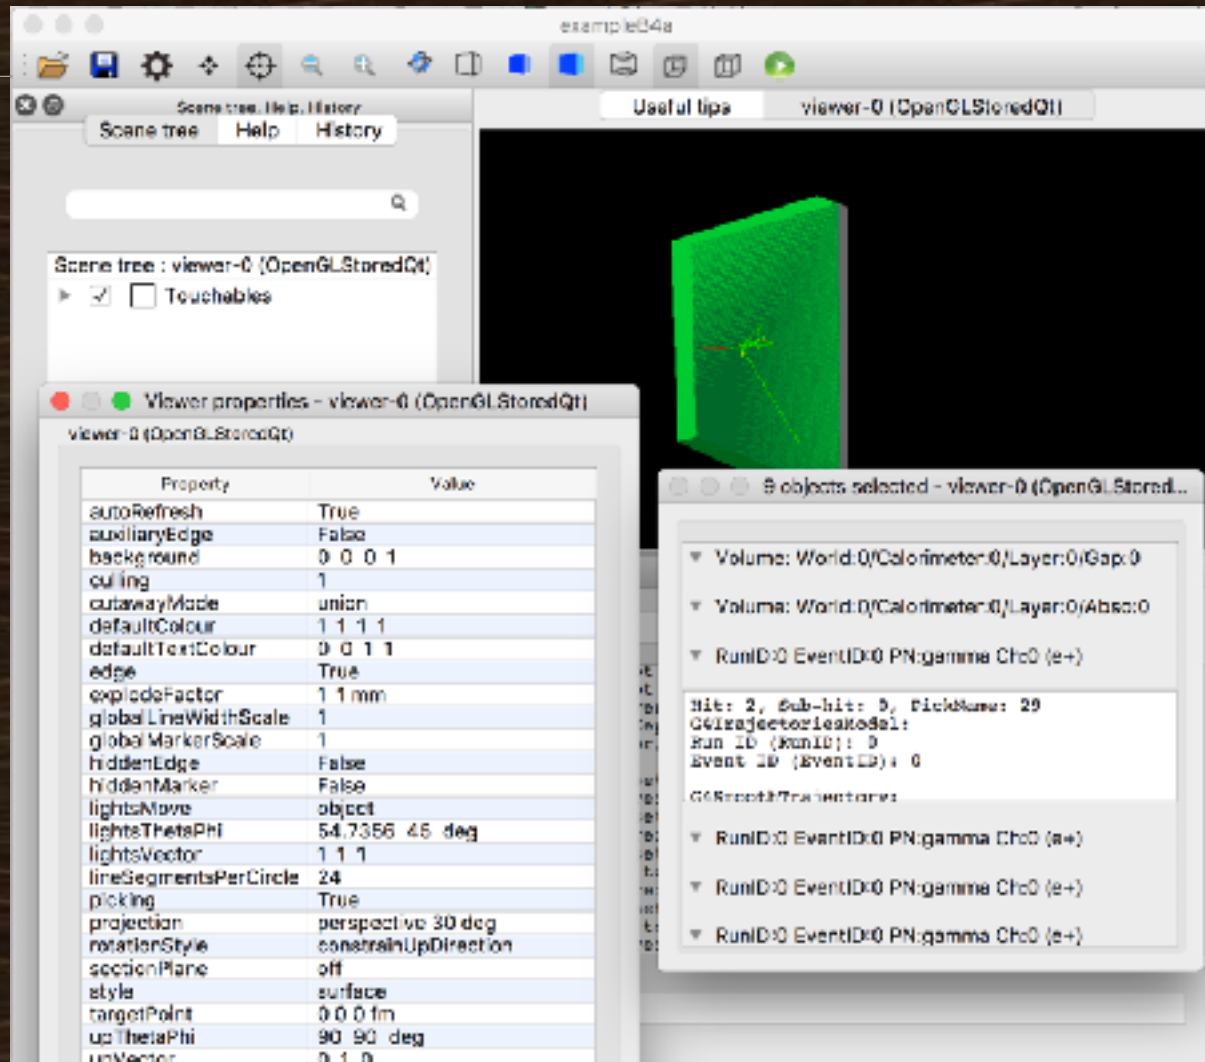 exampleB4a
Scene tree, Help, History
Scene tree Help History
Useful tips viewer-0 (OpenGLStoredQt)
Scene tree : viewer-0 (OpenGLStoredQt)
Touchables
Viewer properties - viewer-0 (OpenGLStoredQt)
viewer-0 (OpenGLStoredQt)
Property Value
autoRefresh True
auxiliaryEdge False
background 0 0 0 1
culling 1
cutawayMode union
defaultColour 1 1 1 1
defaultTextColour 0 0 1 1
edge True
explodeFactor 1 1 mm
globalLineWidthScale 1
globalMarkerScale 1
hiddenEdge False
hiddenMarker False
lightsMove object
lightsThetaPhi 54.7356 45 deg
lightsVector 1 1 1
lineSegmentsPerCircle 24
picking True
projection perspective 30 deg
rotationStyle constrainUpDirection
sectionPlane off
style surface
targetPoint 0 0 0 fm
upThetaPhi 90 90 deg
upVector 0 1 0
9 objects selected - viewer-0 (OpenGLStored...
Volume: World:0/Calorimeter:0/Layer:0/Gap:0
Volume: World:0/Calorimeter:0/Layer:0/Abso:0
RunID:0 EventID:0 PN:gamma Ch:0 (e+)
Hit: 2, Sub-hit: 0, PickName: 29
G4TrajectoriesModel:
Run ID (RunID): 0
Event ID (EventID): 0
G4SmoothTrajectory:
RunID:0 EventID:0 PN:gamma Ch:0 (e+)
RunID:0 EventID:0 PN:gamma Ch:0 (e+)
RunID:0 EventID:0 PN:gamma Ch:0 (e+)